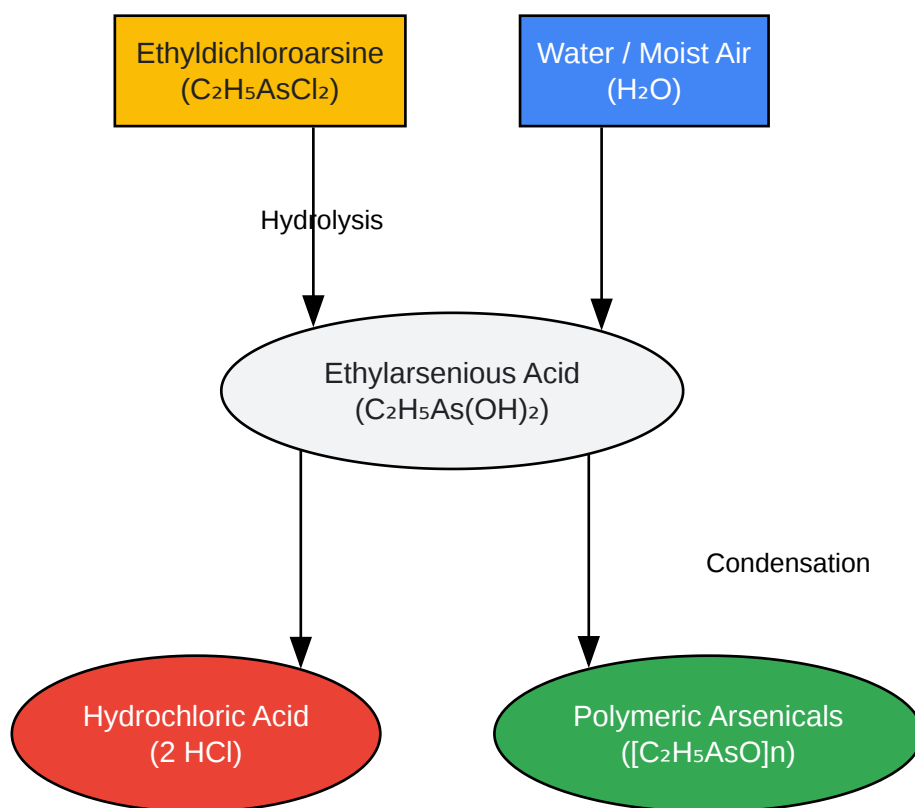 Ethyldichloroarsine
(C₂H₅AsCl₂)
Water / Moist Air
(H₂O)
Hydrolysis
Ethylarsenious Acid
(C₂H₅As(OH)₂)
Condensation
Hydrochloric Acid
(2 HCl)
Polymeric Arsenicals
([C₂H₅AsO]n)